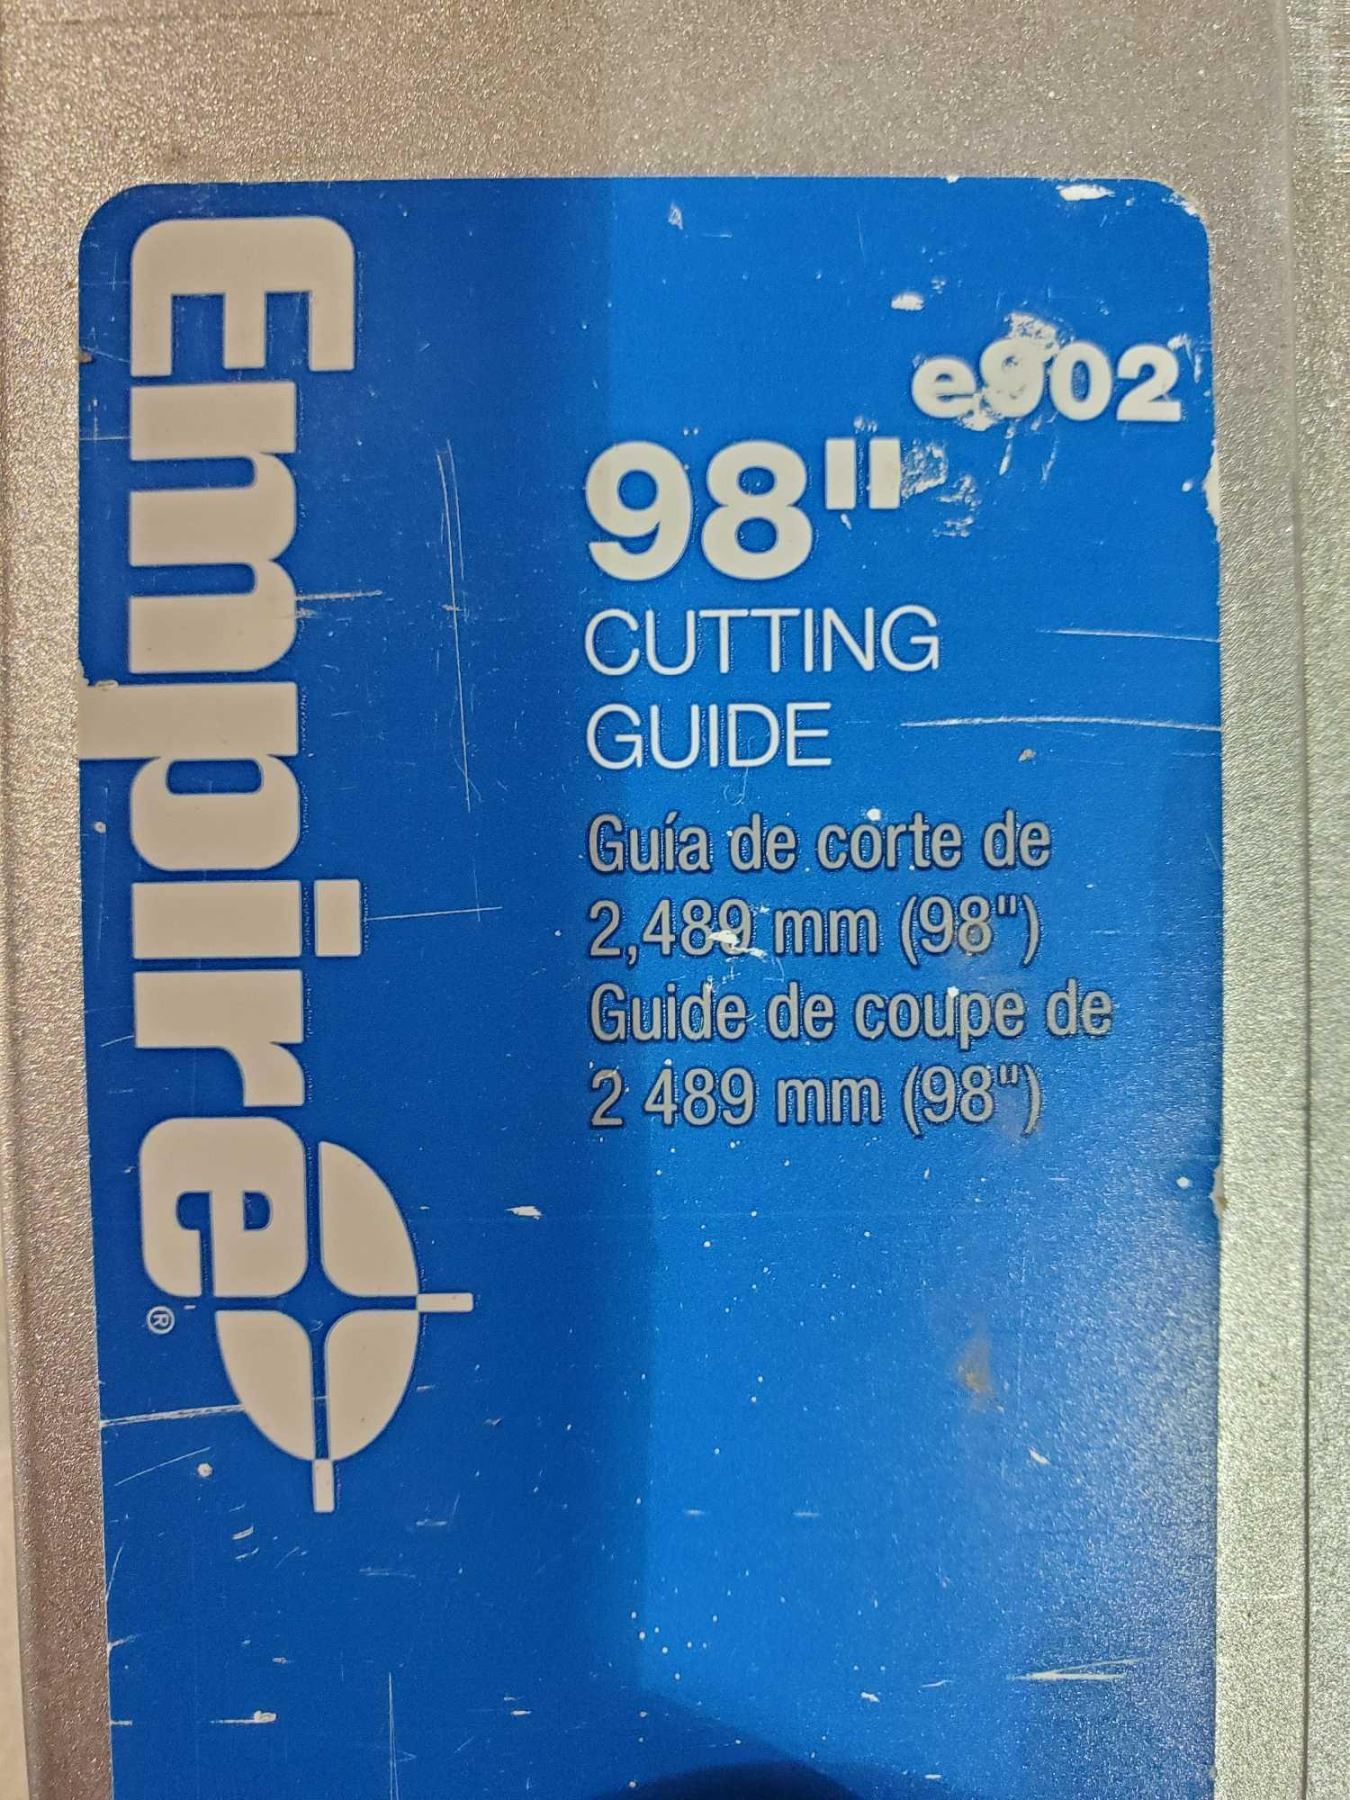 Empire®
e902
98"
CUTTING
GUIDE
Guía de corte de
2,489 mm (98")
Guide de coupe de
2 489 mm (98")